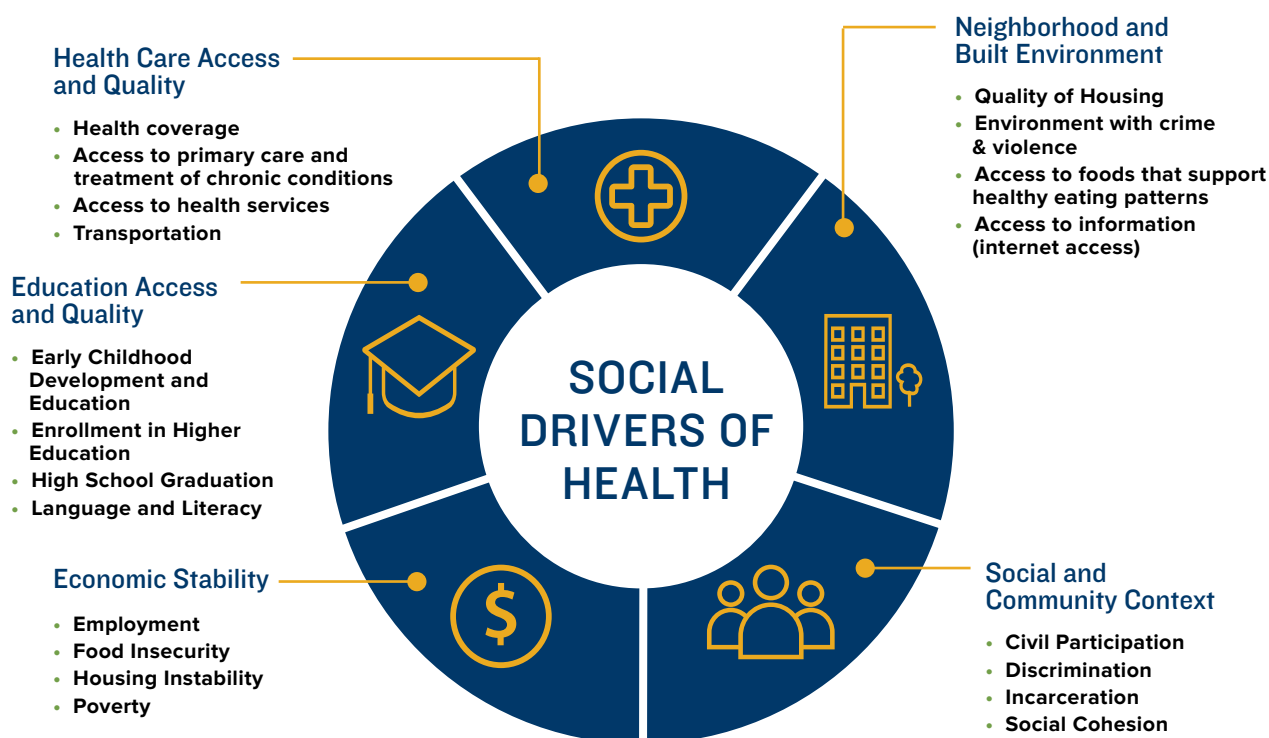 Health Care Access
and Quality
• Health coverage
• Access to primary care and
treatment of chronic conditions
• Access to health services
• Transportation
Education Access
and Quality
• Early Childhood
Development and
Education
• Enrollment in Higher
Education
• High School Graduation
• Language and Literacy
Economic Stability
• Employment
• Food Insecurity
• Housing Instability
• Poverty
SOCIAL
DRIVERS OF
HEALTH
$
Neighborhood and
Built Environment
• Quality of Housing
• Environment with crime
& violence
• Access to foods that support
healthy eating patterns
• Access to information
(internet access)
Social and
Community Context
• Civil Participation
• Discrimination
• Incarceration
• Social Cohesion